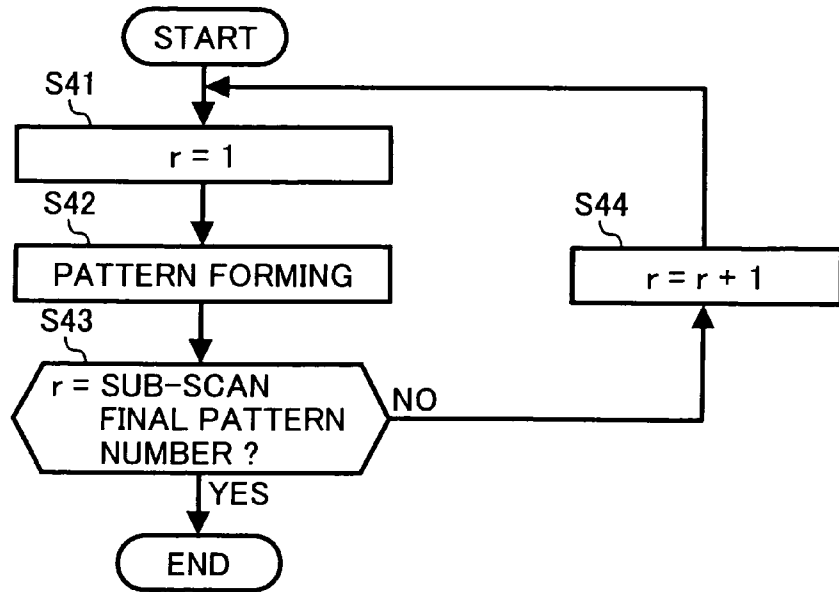 START
S41
r = 1
S42
PATTERN FORMING
S43
r = SUB-SCAN
FINAL PATTERN
NUMBER ?
NO
YES
END
S44
r = r + 1